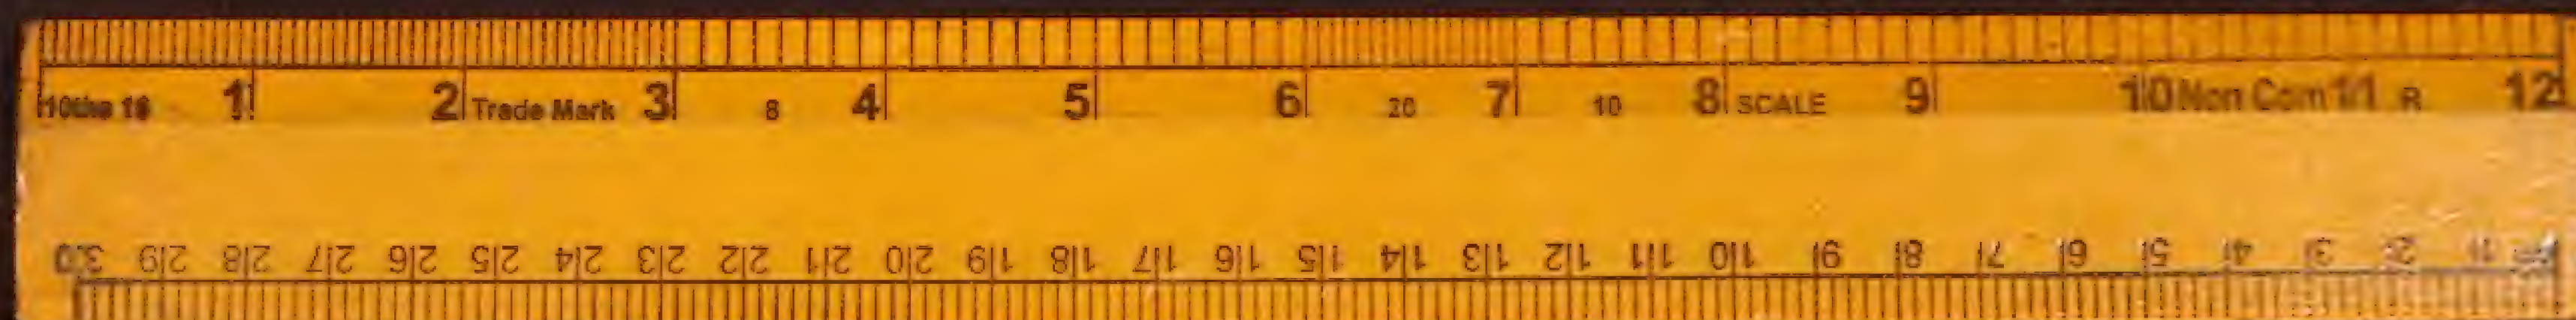 10ths 16 1 2 Trade Mark 3 8 4 5 6 20 7 10 8 SCALE 9 10 Non Com 11 R 12
30 29 28 27 26 25 24 23 22 21 20 19 18 17 16 15 14 13 12 11 10 9 8 7 6 5 4 3 2 1